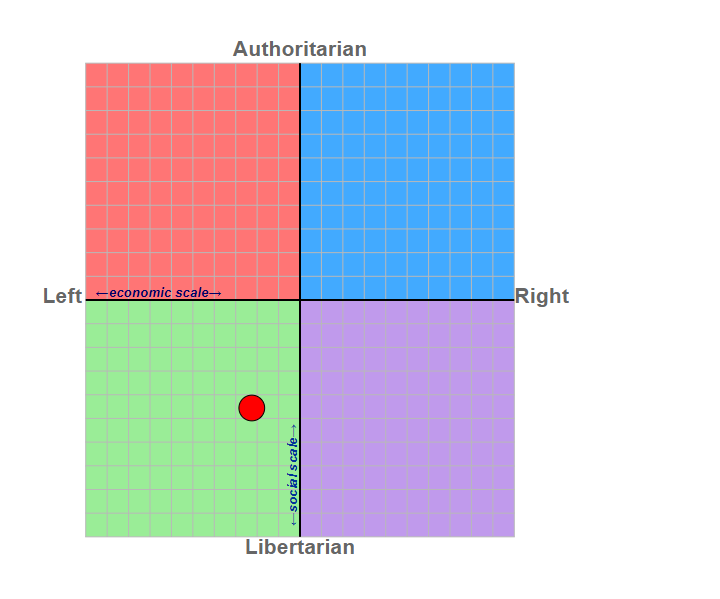 Authoritarian
←economic scale→
Left
Right
←social scale→
Libertarian